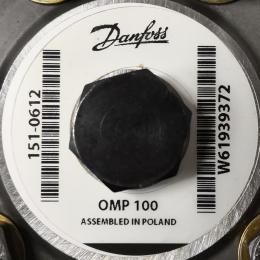 Danfoss
151-0612
W61939372
OMP 100
ASSEMBLED IN POLAND